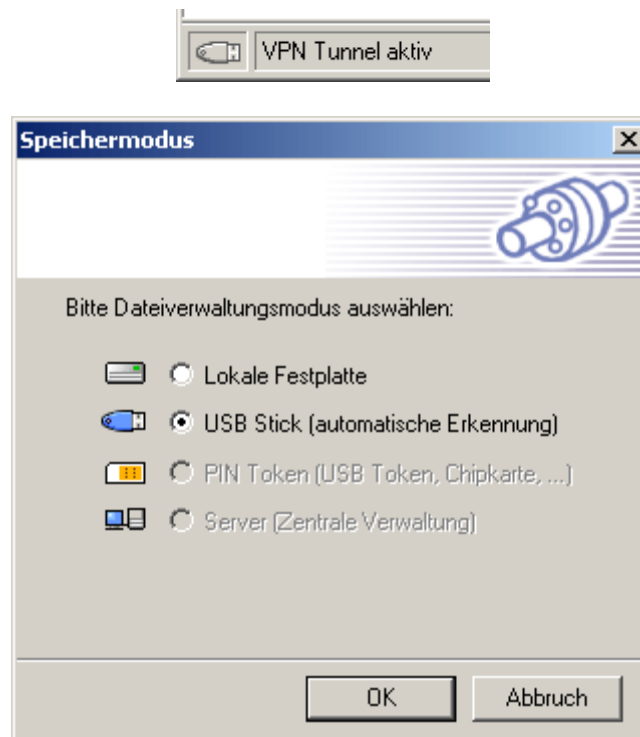 VPN Tunnel aktiv
Speichermodus
Bitte Dateiverwaltungsmodus auswählen:
Lokale Festplatte
USB Stick (automatische Erkennung)
PIN Token (USB Token, Chipkarte, ...)
Server (Zentrale Verwaltung)
OK
Abbruch